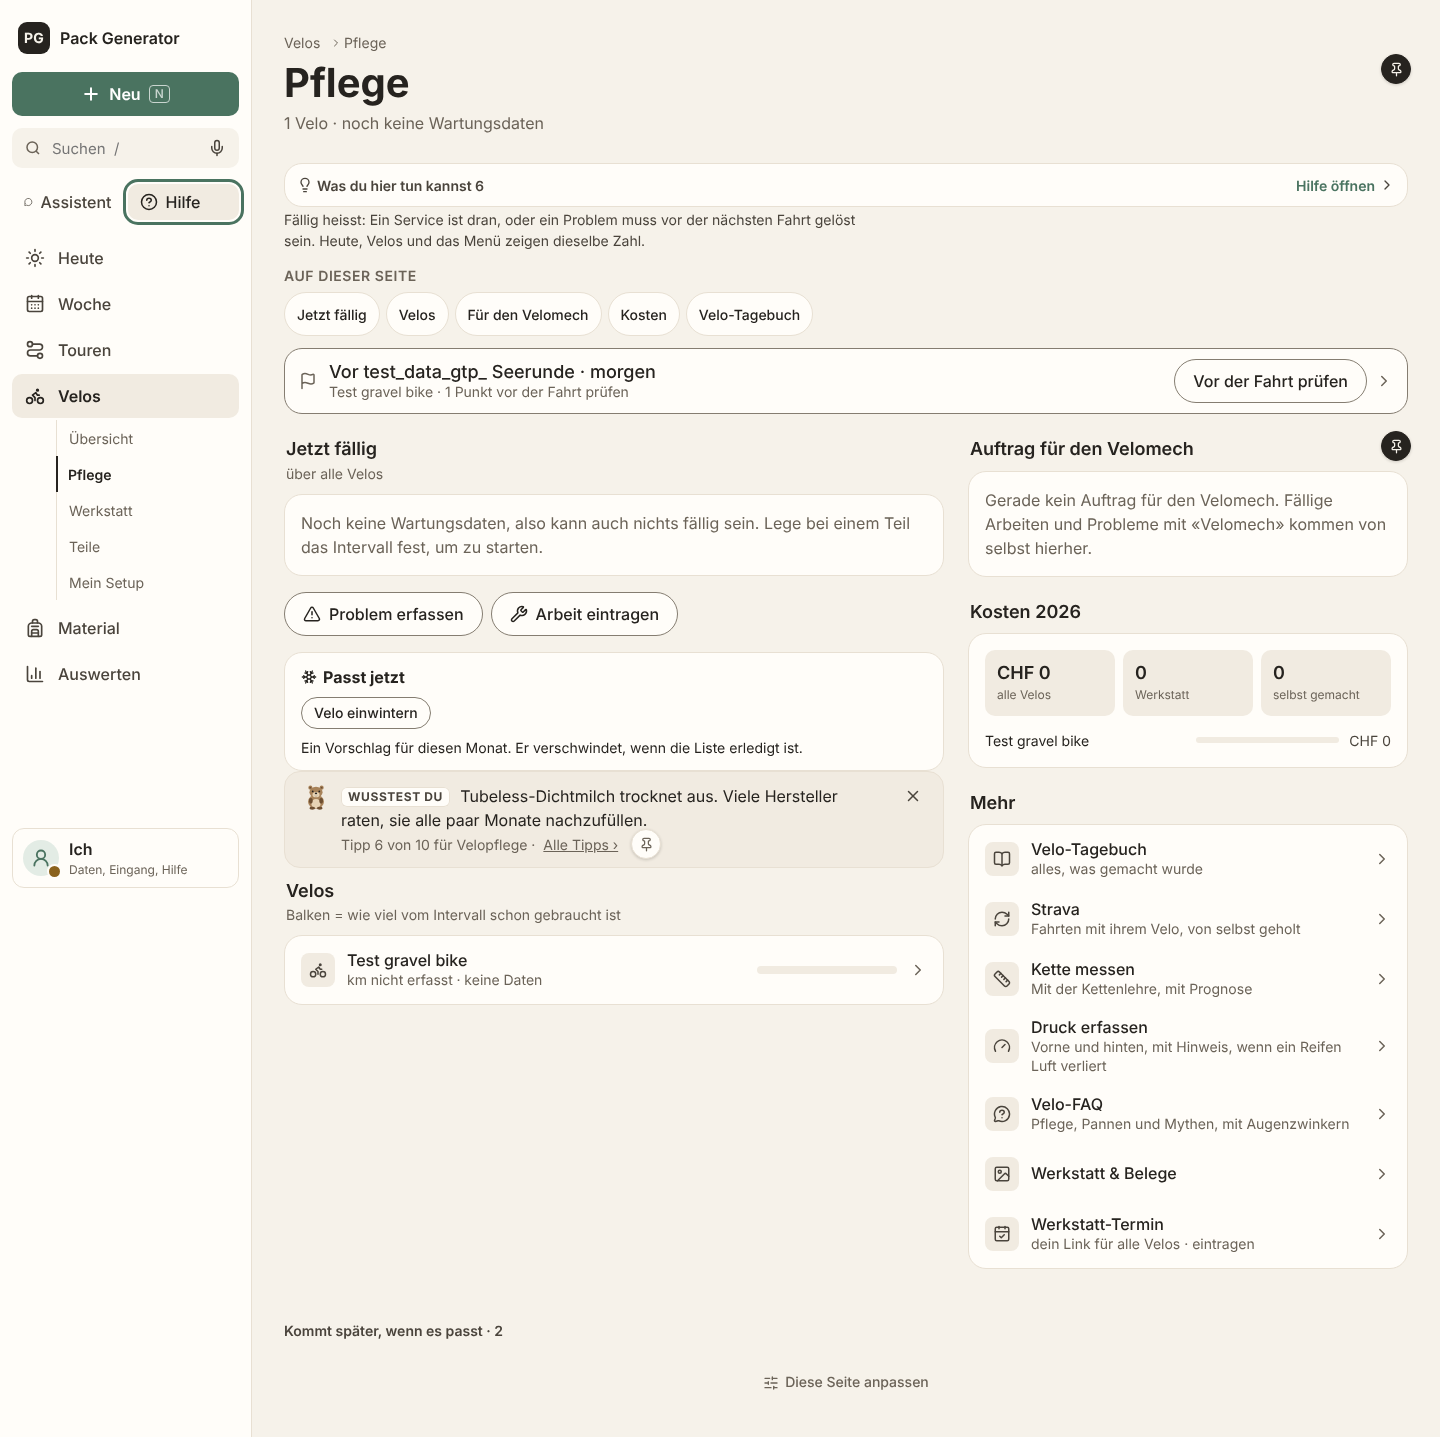 PG Pack Generator
Neu N
Suchen /
Assistent
Hilfe
Heute
Woche
Touren
Velos
Übersicht
Pflege
Werkstatt
Teile
Mein Setup
Material
Auswerten
Ich
Daten, Eingang, Hilfe
Velos › Pflege
Pflege
1 Velo · noch keine Wartungsdaten
Was du hier tun kannst 6
Hilfe öffnen
Fällig heisst: Ein Service ist dran, oder ein Problem muss vor der nächsten Fahrt gelöst
sein. Heute, Velos und das Menü zeigen dieselbe Zahl.
AUF DIESER SEITE
Jetzt fällig
Velos
Für den Velomech
Kosten
Velo-Tagebuch
Vor test_data_gtp_ Seerunde · morgen
Test gravel bike · 1 Punkt vor der Fahrt prüfen
Vor der Fahrt prüfen
Jetzt fällig
über alle Velos
Noch keine Wartungsdaten, also kann auch nichts fällig sein. Lege bei einem Teil
das Intervall fest, um zu starten.
Problem erfassen
Arbeit eintragen
Passt jetzt
Velo einwintern
Ein Vorschlag für diesen Monat. Er verschwindet, wenn die Liste erledigt ist.
WUSSTEST DU Tubeless-Dichtmilch trocknet aus. Viele Hersteller
raten, sie alle paar Monate nachzufüllen.
Tipp 6 von 10 für Velopflege · Alle Tipps ›
Velos
Balken = wie viel vom Intervall schon gebraucht ist
Test gravel bike
km nicht erfasst · keine Daten
Auftrag für den Velomech
Gerade kein Auftrag für den Velomech. Fällige
Arbeiten und Probleme mit «Velomech» kommen von
selbst hierher.
Kosten 2026
CHF 0
alle Velos
0
Werkstatt
0
selbst gemacht
Test gravel bike
CHF 0
Mehr
Velo-Tagebuch
alles, was gemacht wurde
Strava
Fahrten mit ihrem Velo, von selbst geholt
Kette messen
Mit der Kettenlehre, mit Prognose
Druck erfassen
Vorne und hinten, mit Hinweis, wenn ein Reifen
Luft verliert
Velo-FAQ
Pflege, Pannen und Mythen, mit Augenzwinkern
Werkstatt & Belege
Werkstatt-Termin
dein Link für alle Velos · eintragen
Kommt später, wenn es passt · 2
Diese Seite anpassen